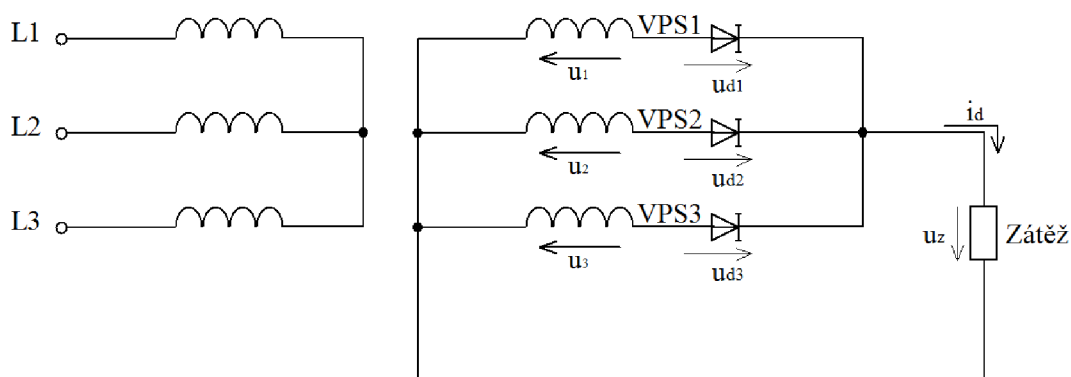 L1
VPS1
u1
ud1
L2
VPS2
id
u2
ud2
L3
VPS3
uz
Zátěž
u3
ud3